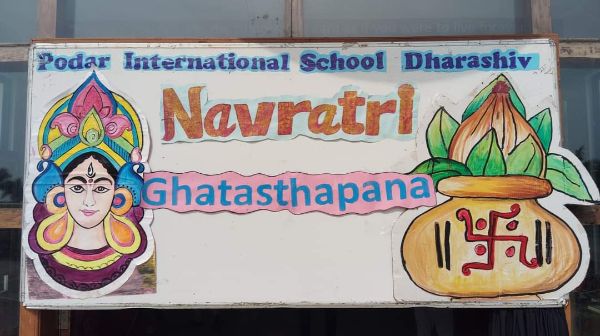 Podar International School Dharashiv
Navratri
Ghatasthapana